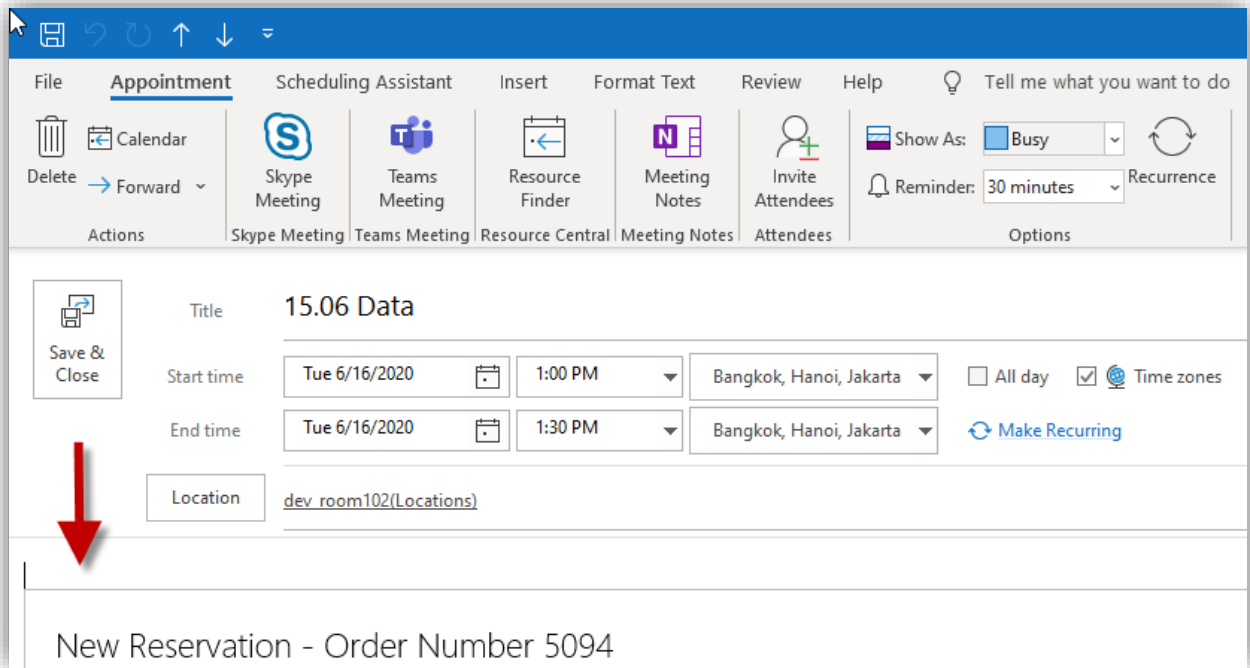 File Appointment Scheduling Assistant Insert Format Text Review Help Tell me what you want to do
Delete
Calendar
Forward
Actions
Skype
Meeting
Skype Meeting
Teams
Meeting
Teams Meeting
Resource
Finder
Resource Central
Meeting
Notes
Meeting Notes
Invite
Attendees
Attendees
Show As: Busy
Reminder: 30 minutes
Recurrence
Options
Save &
Close
Title 15.06 Data
Start time Tue 6/16/2020 1:00 PM Bangkok, Hanoi, Jakarta All day Time zones
End time Tue 6/16/2020 1:30 PM Bangkok, Hanoi, Jakarta Make Recurring
Location dev_room102(Locations)
New Reservation - Order Number 5094